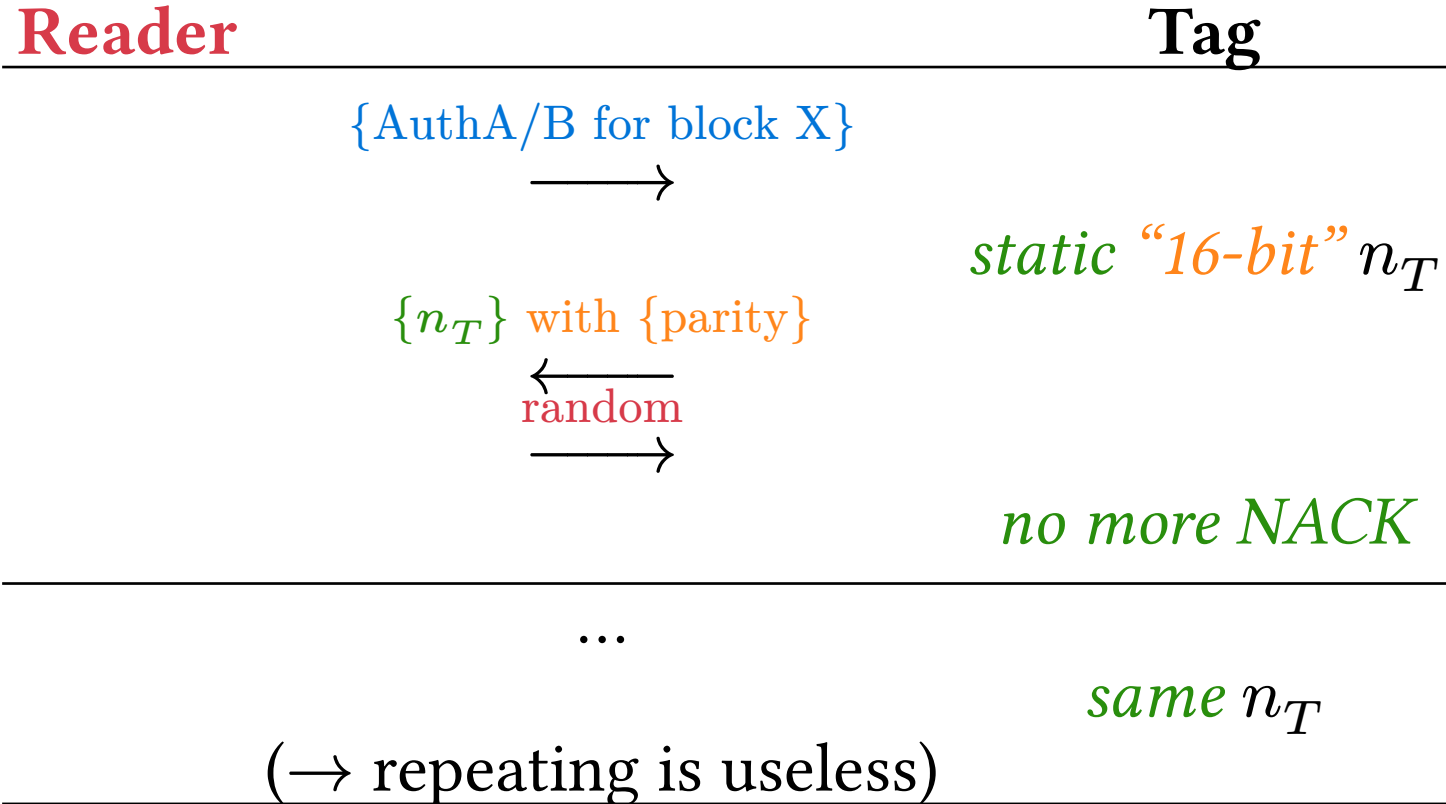 Reader Tag
{AuthA/B for block X}
⟶
static “16-bit” n_T
{n_T} with {parity}
⟵
random
⟶
no more NACK
...
same n_T
(→ repeating is useless)